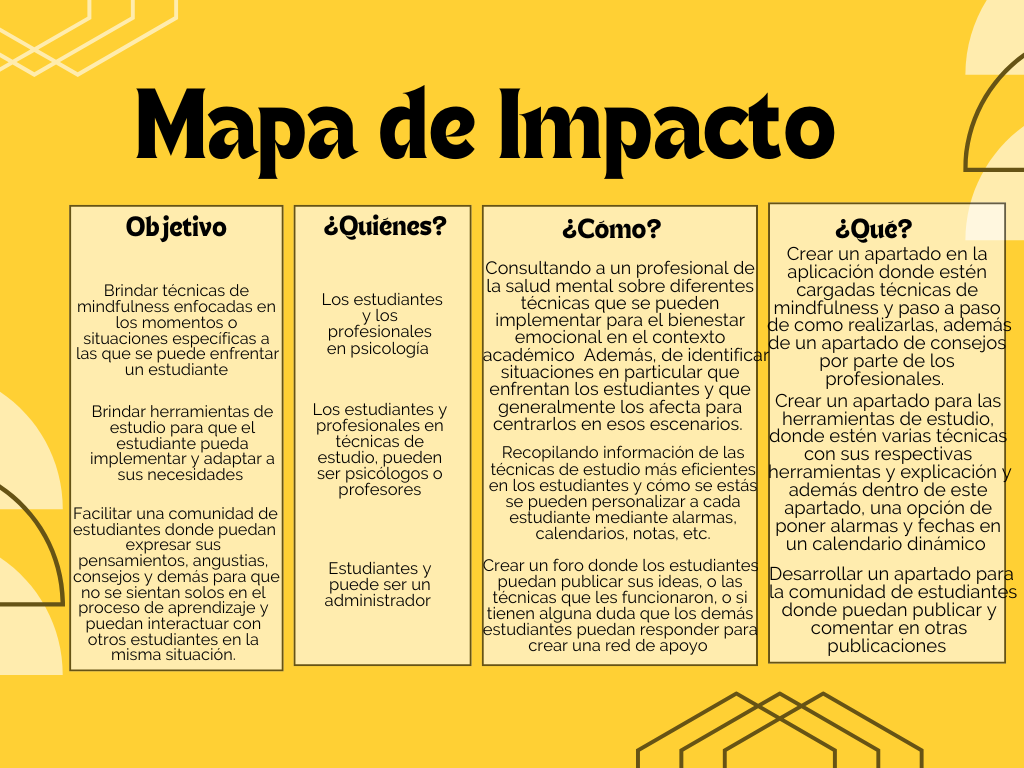 Mapa de Impacto
Objetivo
Brindar técnicas de
mindfulness enfocadas en
los momentos o
situaciones específicas a
las que se puede enfrentar
un estudiante
Brindar herramientas de
estudio para que el
estudiante pueda
implementar y adaptar a
sus necesidades
Facilitar una comunidad de
estudiantes donde puedan
expresar sus
pensamientos, angustias,
consejos y demás para que
no se sientan solos en el
proceso de aprendizaje y
puedan interactuar con
otros estudiantes en la
misma situación.
¿Quiénes?
Los estudiantes
y los
profesionales
en psicología
Los estudiantes y
profesionales en
técnicas de
estudio, pueden
ser psicólogos o
profesores
Estudiantes y
puede ser un
administrador
¿Cómo?
Consultando a un profesional de
la salud mental sobre diferentes
técnicas que se pueden
implementar para el bienestar
emocional en el contexto
académico  Además, de identificar
situaciones en particular que
enfrentan los estudiantes y que
generalmente los afecta para
centrarlos en esos escenarios.
Recopilando información de las
técnicas de estudio más eficientes
en los estudiantes y cómo se estás
se pueden personalizar a cada
estudiante mediante alarmas,
calendarios, notas, etc.
Crear un foro donde los estudiantes
puedan publicar sus ideas, o las
técnicas que les funcionaron, o si
tienen alguna duda que los demás
estudiantes puedan responder para
crear una red de apoyo
¿Qué?
Crear un apartado en la
aplicación donde estén
cargadas técnicas de
mindfulness y paso a paso
de como realizarlas, además
de un apartado de consejos
por parte de los
profesionales.
Crear un apartado para las
herramientas de estudio,
donde estén varias técnicas
con sus respectivas
herramientas y explicación y
además dentro de este
apartado, una opción de
poner alarmas y fechas en
un calendario dinámico
Desarrollar un apartado para
la comunidad de estudiantes
donde puedan publicar y
comentar en otras
publicaciones